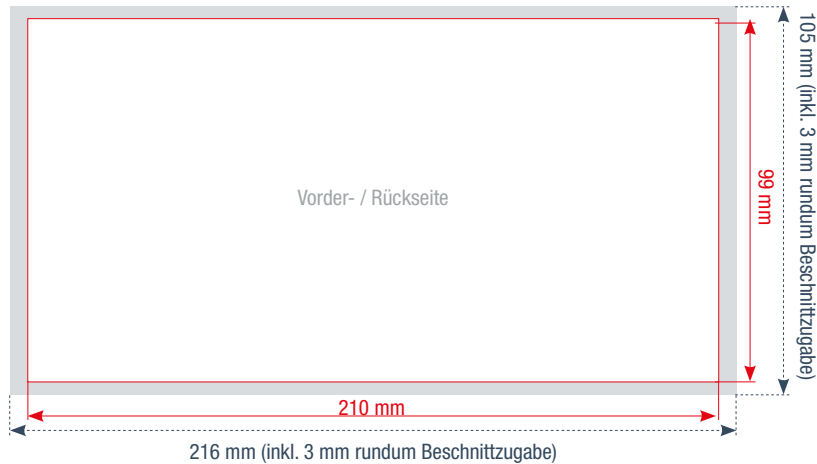 Vorder- / Rückseite
99 mm
105 mm (inkl. 3 mm rundum Beschnittzugabe)
210 mm
216 mm (inkl. 3 mm rundum Beschnittzugabe)